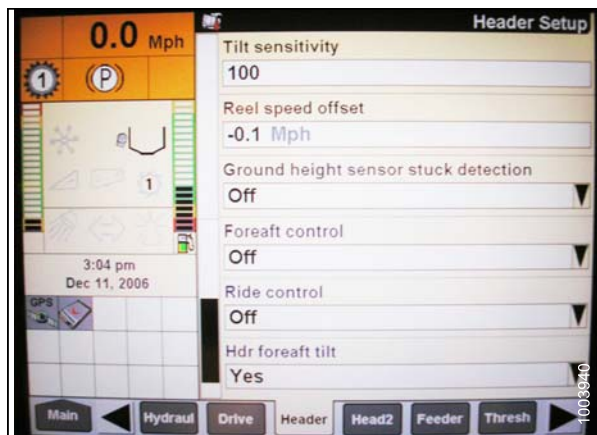 0.0 Mph
Header Setup
1
(P)
1
3:04 pm
Dec 11, 2006
GPS
Tilt sensitivity
100
Reel speed offset
-0.1 Mph
Ground height sensor stuck detection
Off
Foreaft control
Off
Ride control
Off
Hdr foreaft tilt
Yes
1003940
Main
Hydraul
Drive
Header
Head2
Feeder
Thresh